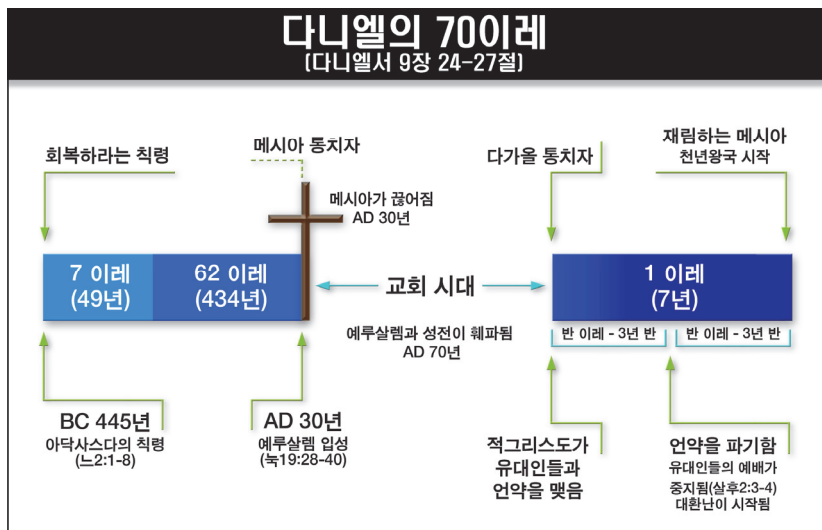 다니엘의 70이레
(다니엘서 9장 24-27절)
회복하라는 칙령
메시아 통치자
메시아가 끊어짐
AD 30년
다가올 통치자
재림하는 메시아
천년왕국 시작
7 이레
(49년)
62 이레
(434년)
교회 시대
1 이레
(7년)
예루살렘과 성전이 훼파됨
AD 70년
반 이레 - 3년 반
반 이레 - 3년 반
BC 445년
아닥사스다의 칙령
(느2:1-8)
AD 30년
예루살렘 입성
(눅19:28-40)
적그리스도가
유대인들과
언약을 맺음
언약을 파기함
유대인들의 예배가
중지됨(살후2:3-4)
대환난이 시작됨